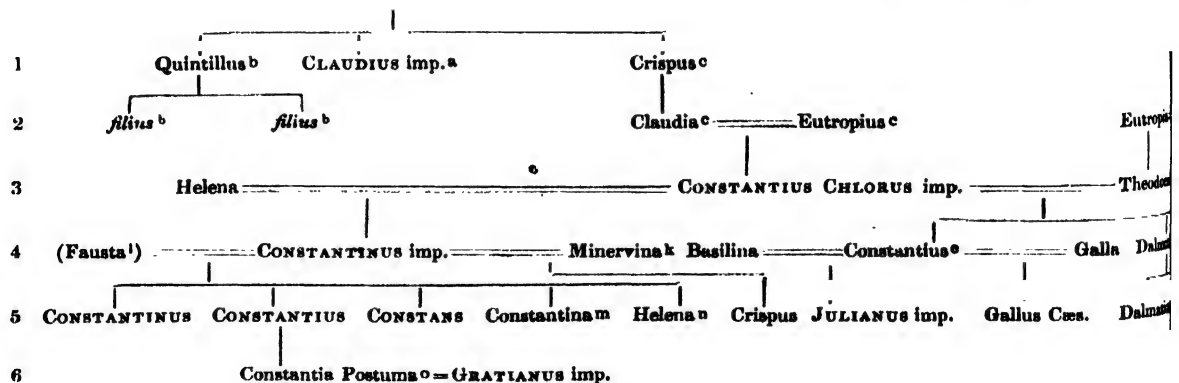 1 Quintillus b CLAUDIUS imp. a Crispus c
2 filius b filius b Claudia c Eutropius c
3 Helena CONSTANTIUS CHLORUS imp.
4 (Fausta l) CONSTANTINUS imp. Minervina k Basilina Constantius e Galla
5 CONSTANTINUS CONSTANTIUS CONSTANS Constantina m Helena n Crispus JULIANUS imp. Gallus Cæs.
6 Constantia Postuma o = GRATIANUS imp.